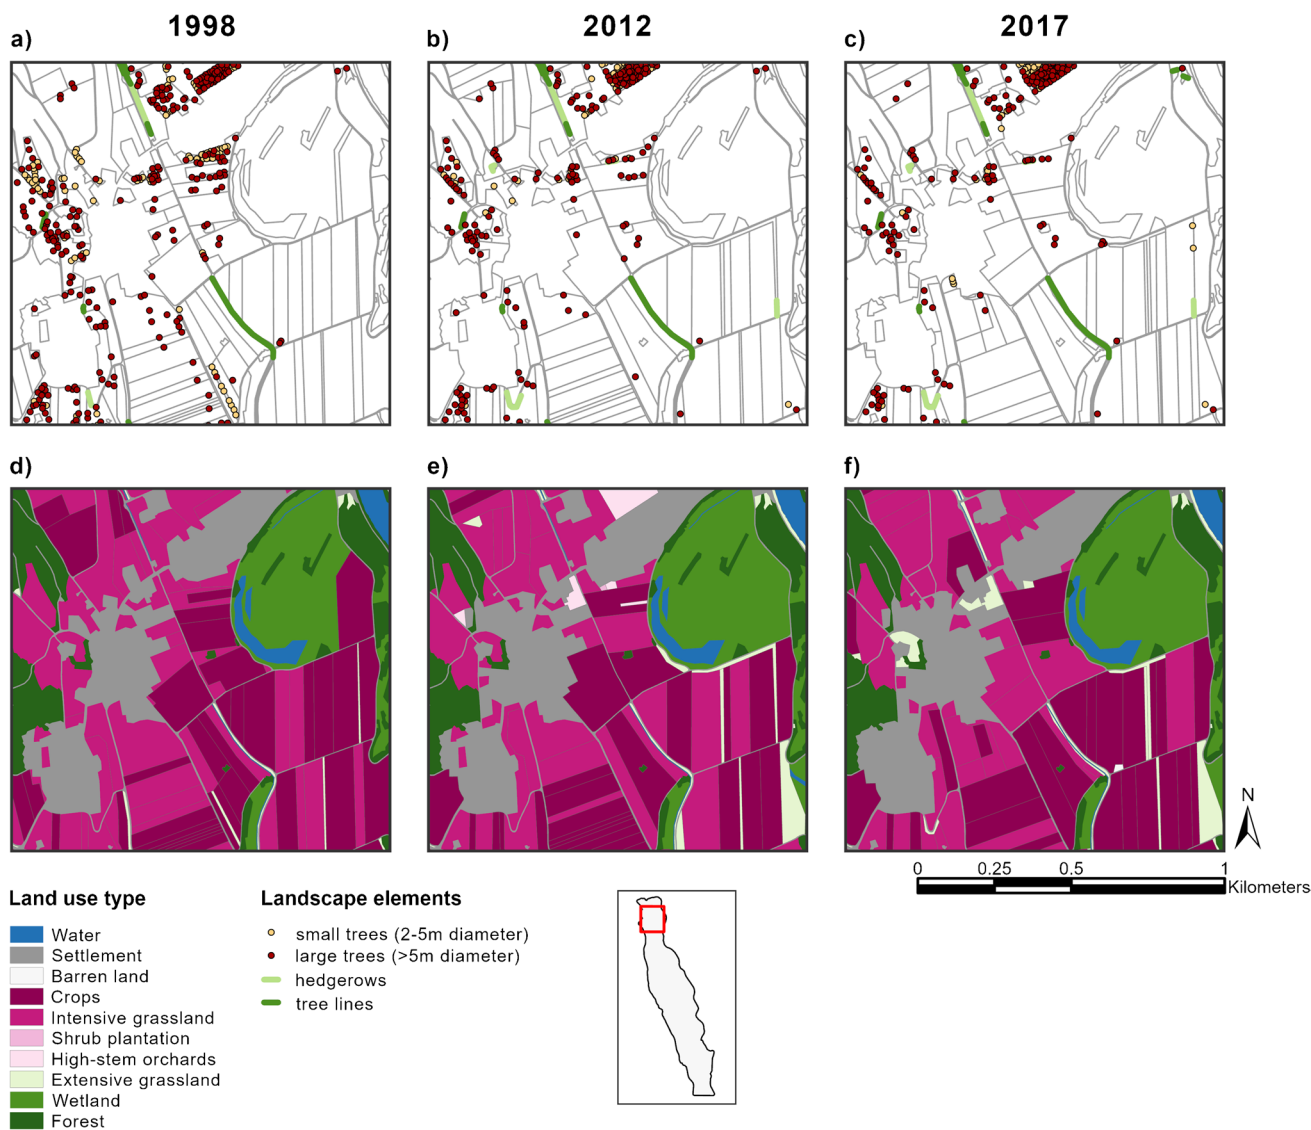 1998
2012
2017
a)
b)
c)
d)
e)
f)
N
0 0.25 0.5 1
Kilometers
Land use type
Water
Settlement
Barren land
Crops
Intensive grassland
Shrub plantation
High-stem orchards
Extensive grassland
Wetland
Forest
Landscape elements
small trees (2-5m diameter)
large trees (>5m diameter)
hedgerows
tree lines